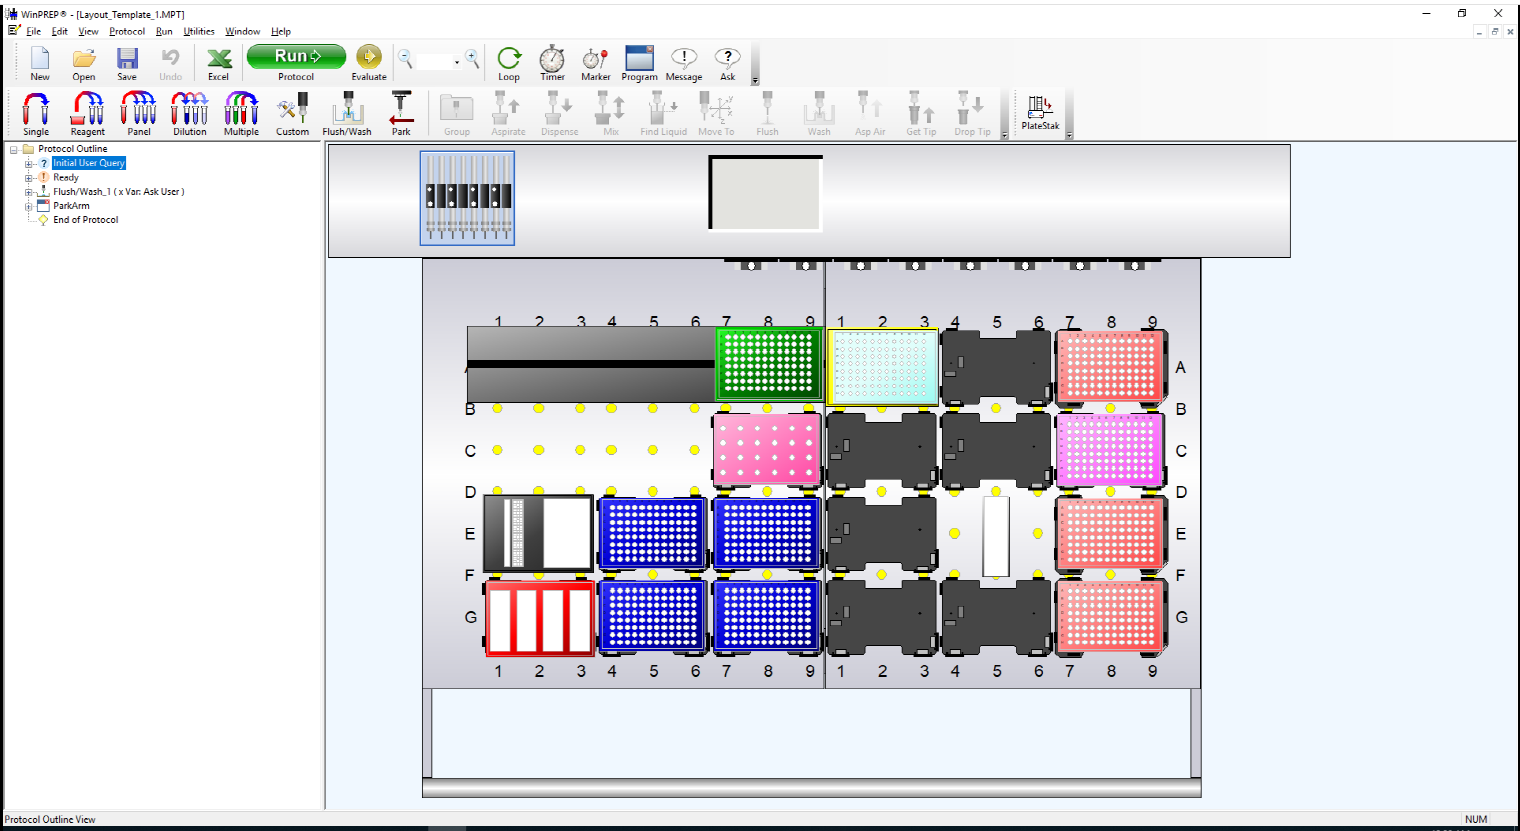 WinPREP® - [Layout_Template_1.MPT]
File Edit View Protocol Run Utilities Window Help
New Open Save Undo Excel Run Protocol Evaluate Loop Timer Marker Program Message Ask
Single Reagent Panel Dilution Multiple Custom Flush/Wash Park Group Aspirate Dispense Mix Find Liquid Move To Flush Wash Asp Air Get Tip Drop Tip PlateStak
Protocol Outline
Initial User Query
Ready
Flush/Wash_1 ( x Var: Ask User )
ParkArm
End of Protocol
1 2 3 4 5 6 7 8 9 1 2 3 4 5 6 7 8 9
A
B B
C C
D D
E E
F F
G G
1 2 3 4 5 6 7 8 9 1 2 3 4 5 6 7 8 9
Protocol Outline View NUM